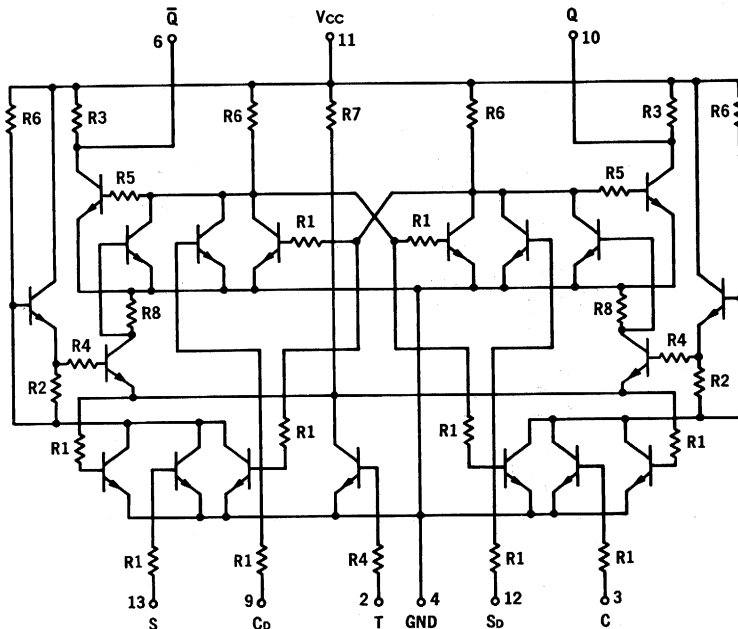 Q̄ VCC Q
6 11 10
R6 R3 R6 R7 R6 R3 R6
R5 R5
R1 R1
R8 R8
R4 R4
R2 R2
R1 R1 R1 R1
R1 R1 R4 R1 R1
13 9 2 4 12 3
S CD T GND SD C